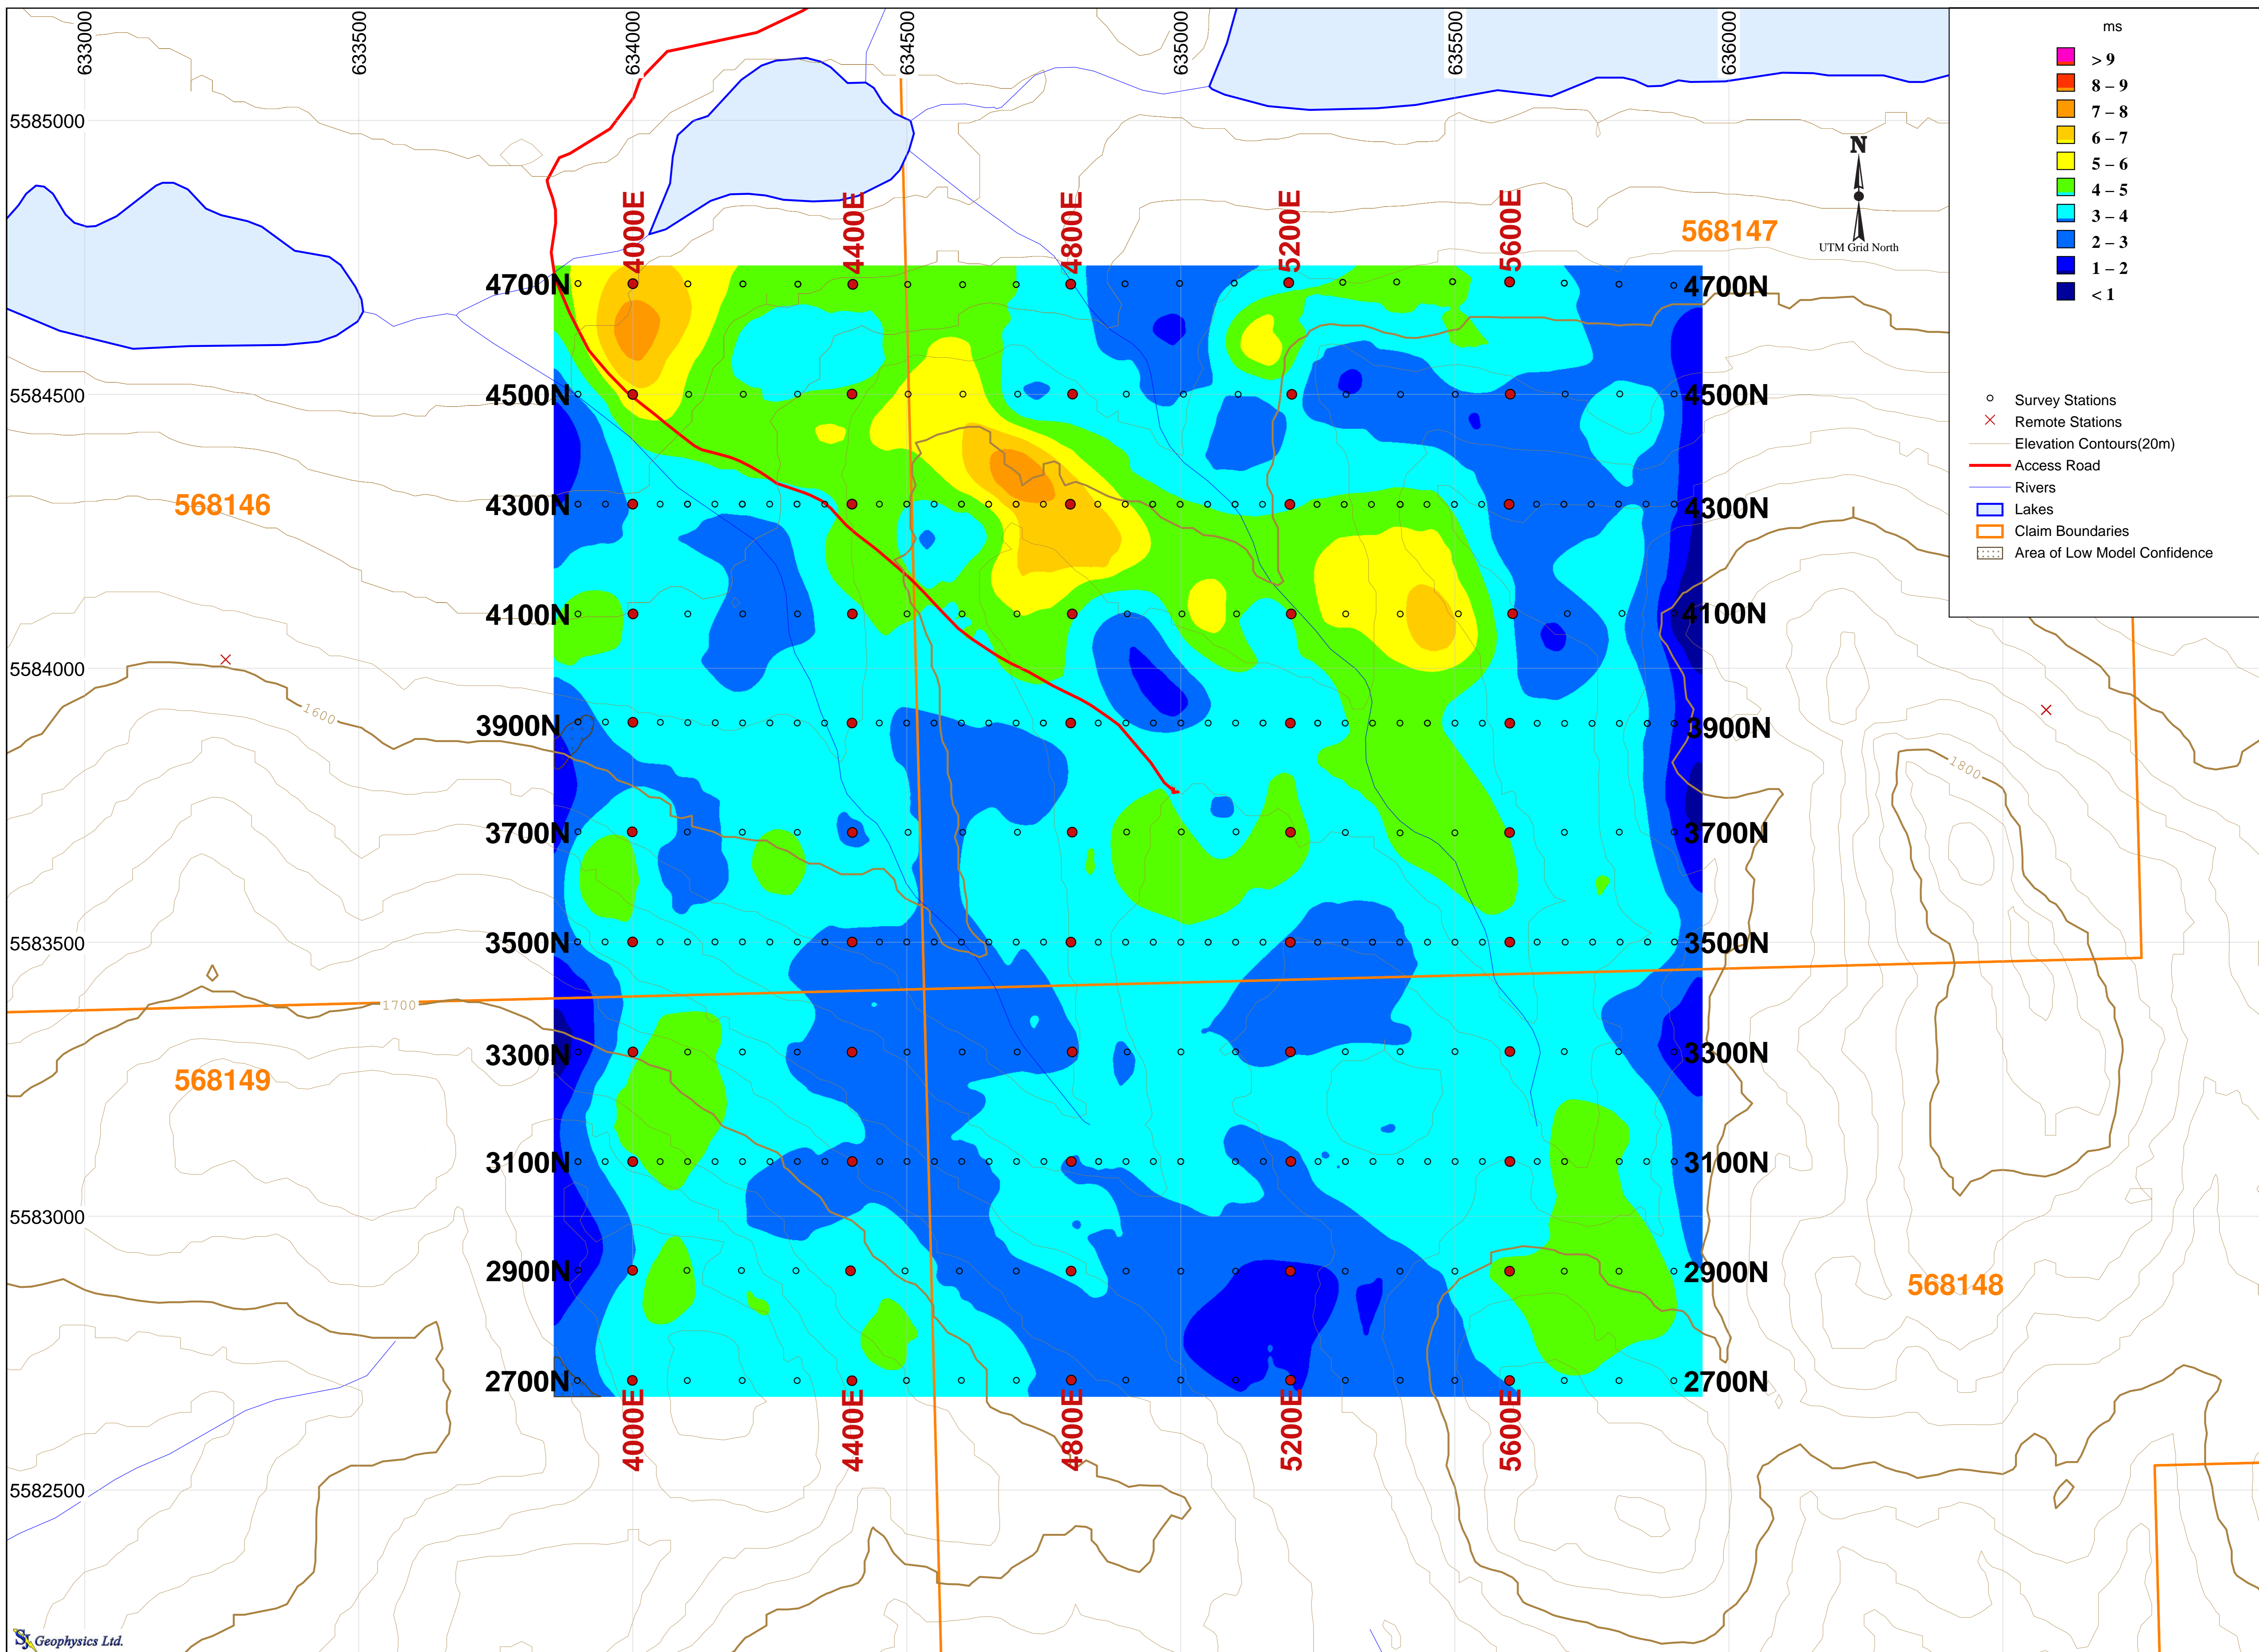 633000
633500
634000
634500
635000
635500
636000
ms
> 9
8 – 9
7 – 8
6 – 7
5 – 6
4 – 5
3 – 4
2 – 3
1 – 2
< 1
5585000
N
UTM Grid North
568147
4000E
4400E
4800E
5200E
5600E
4700N
4700N
5584500
4500N
4500N
Survey Stations
Remote Stations
Elevation Contours(20m)
Access Road
Rivers
Lakes
Claim Boundaries
Area of Low Model Confidence
568146
4300N
4300N
4100N
4100N
5584000
1600
3900N
3900N
1800
3700N
3700N
5583500
3500N
3500N
1700
3300N
3300N
568149
3100N
3100N
5583000
2900N
2900N
568148
2700N
2700N
4000E
4400E
4800E
5200E
5600E
5582500
SJ Geophysics Ltd.